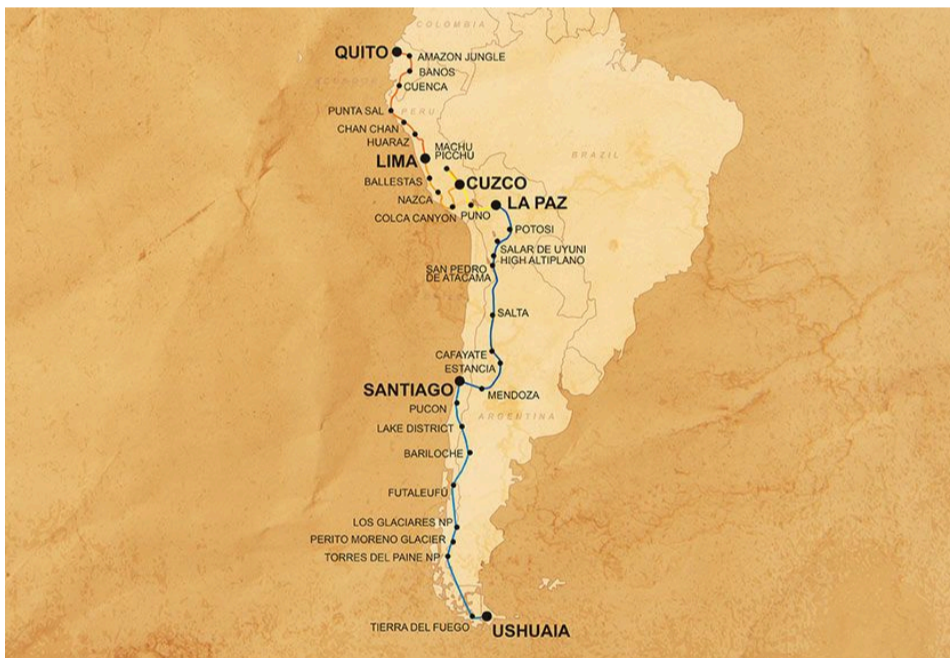 COLOMBIA
QUITO
AMAZON JUNGLE
BANOS
ECUADOR
CUENCA
PUNTA SAL
PERU
CHAN CHAN
HUARAZ
MACHU
PICCHU
LIMA
BRAZIL
BALLESTAS
CUZCO
NAZCA
LA PAZ
COLCA CANYON
PUNO
POTOSI
SALAR DE UYUNI
HIGH ALTIPLANO
SAN PEDRO
DE ATACAMA
SALTA
CAFAYATE
ESTANCIA
SANTIAGO
MENDOZA
PUCON
ARGENTINA
LAKE DISTRICT
BARILOCHE
FUTALEUFÚ
LOS GLACIARES NP
PERITO MORENO GLACIER
TORRES DEL PAINE NP
TIERRA DEL FUEGO
USHUAIA